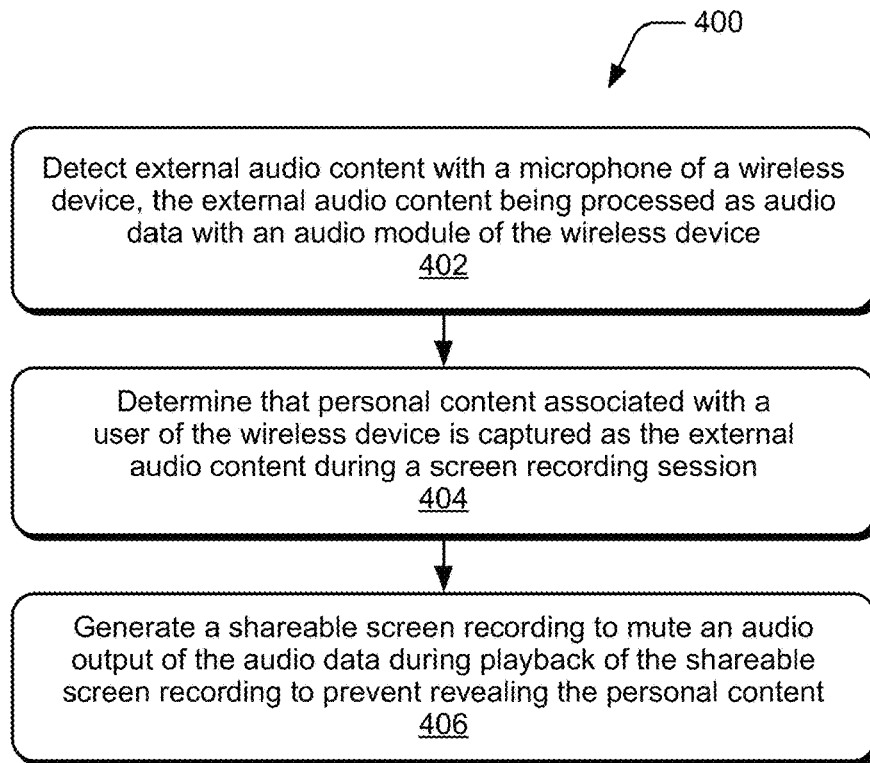 400
Detect external audio content with a microphone of a wireless
device, the external audio content being processed as audio
data with an audio module of the wireless device
402
Determine that personal content associated with a
user of the wireless device is captured as the external
audio content during a screen recording session
404
Generate a shareable screen recording to mute an audio
output of the audio data during playback of the shareable
screen recording to prevent revealing the personal content
406